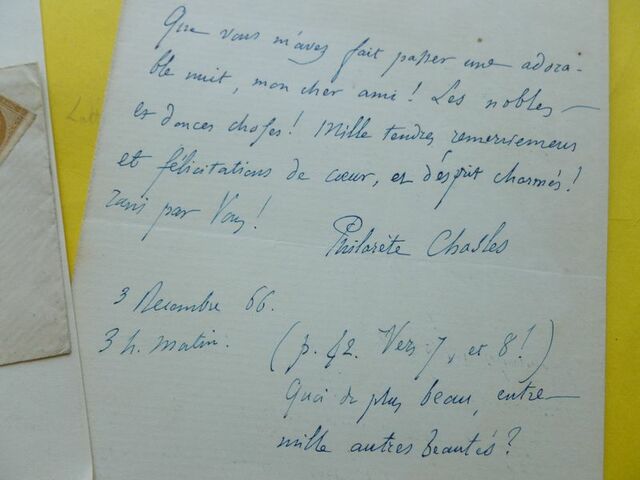 Que vous m'avez fait passer une adora-
ble nuit, mon cher ami! Les nobles
et douces choses! Mille tendres remerciemens
et félicitations de cœur, et d'esprit charmés!
ravis par Vous!
Philarète Chasles
3 Décembre 66.
3 h. matin.
(p. 42. Vers 7, et 8!)
Quoi de plus beau, entre
mille autres beautés?